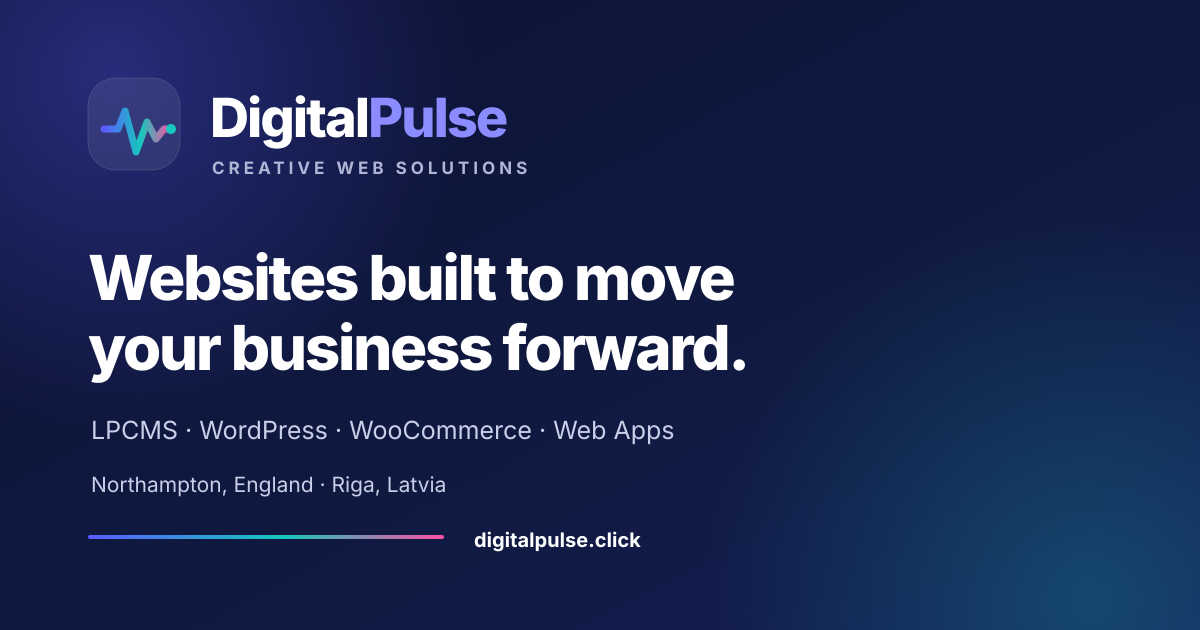 DigitalPulse
CREATIVE WEB SOLUTIONS
Websites built to move
your business forward.
LPCMS · WordPress · WooCommerce · Web Apps
Northampton, England · Riga, Latvia
digitalpulse.click